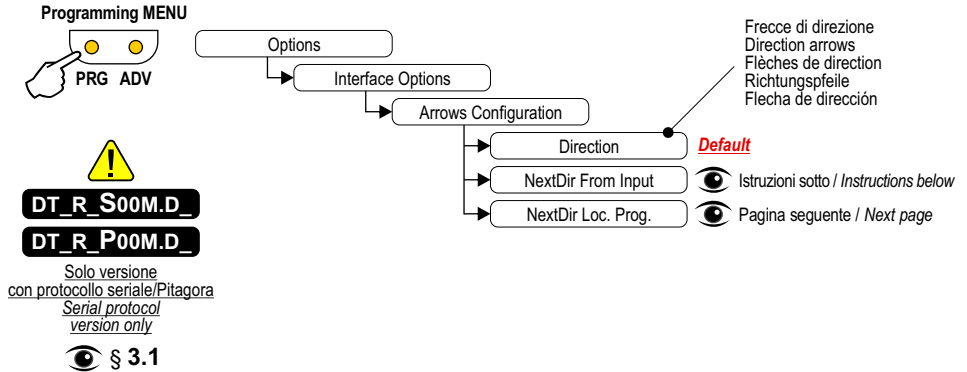 Programming MENU
PRG ADV
Options
Interface Options
Arrows Configuration
Direction
NextDir From Input
NextDir Loc. Prog.
Frecce di direzione
Direction arrows
Flèches de direction
Richtungspfeile
Flecha de dirección
Default
Istruzioni sotto / Instructions below
Pagina seguente / Next page
DT_R_S00M.D_
DT_R_P00M.D_
Solo versione
con protocollo seriale/Pitagora
Serial protocol
version only
§ 3.1